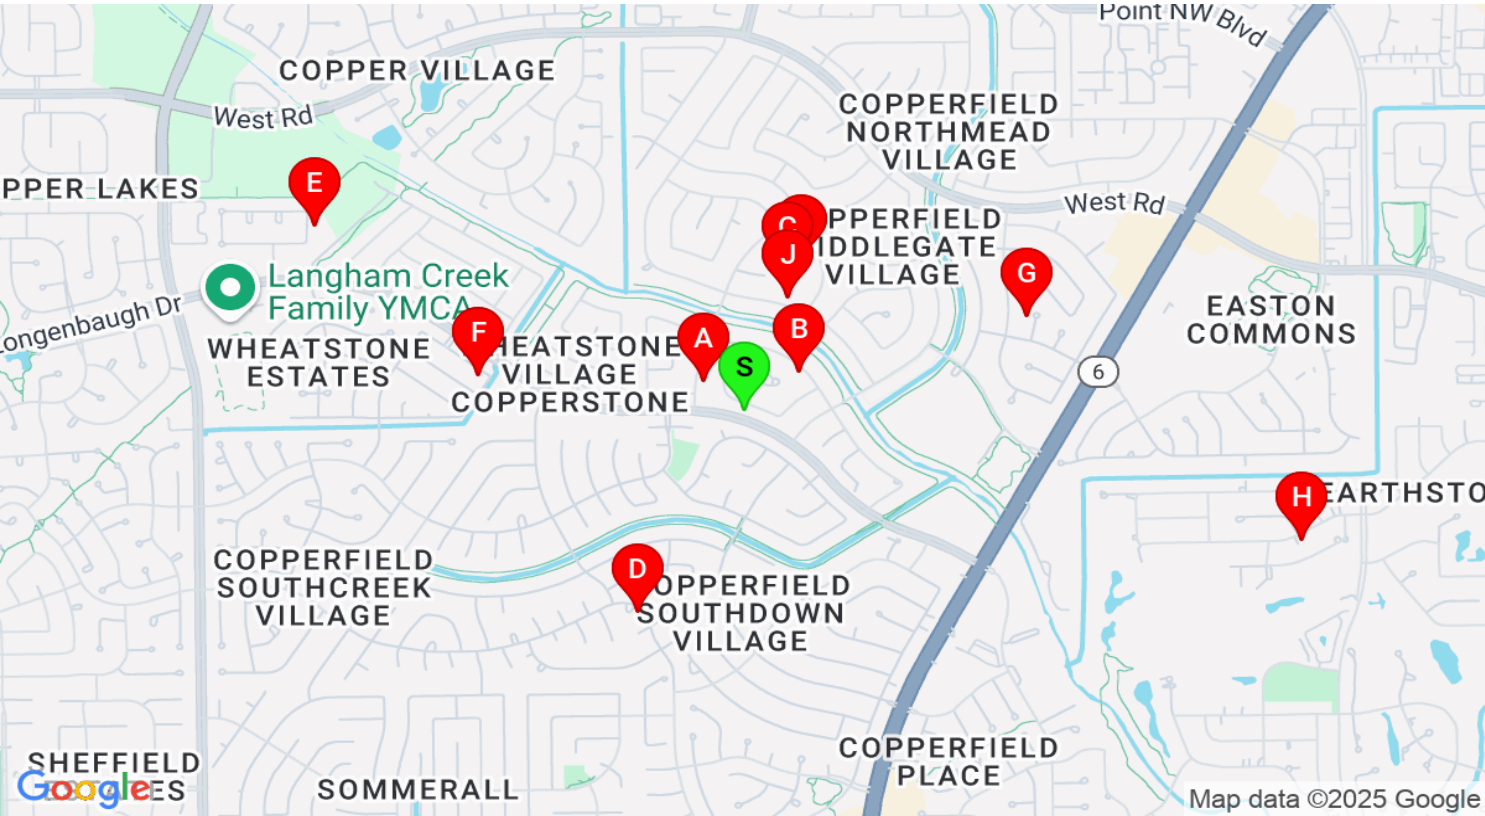 Point NW Blvd
COPPER VILLAGE
West Rd
COPPERFIELD
NORTHMEAD
VILLAGE
E
PPER LAKES
West Rd
C
PPERFIELD
IDDLEGATE
VILLAGE
J
G
Langham Creek
Family YMCA
ongenbaugh Dr
EASTON
COMMONS
F
A
B
S
WHEATSTONE
ESTATES
HEATSTONE
VILLAGE
COPPERSTONE
6
H
EARTHSTO
COPPERFIELD
SOUTHCREEK
VILLAGE
D
OPPERFIELD
SOUTHDOWN
VILLAGE
COPPERFIELD
PLACE
SHEFFIELD
ES
Google
SOMMERALL
Map data ©2025 Google